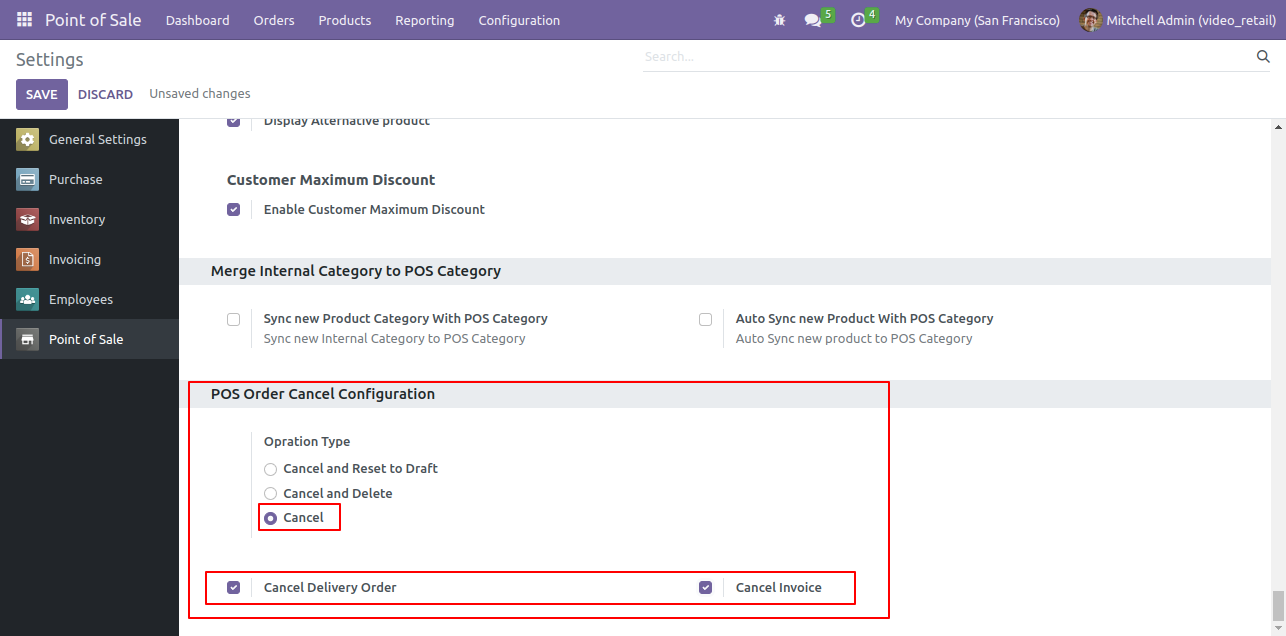 Point of Sale Dashboard Orders Products Reporting Configuration 5 4 My Company (San Francisco) Mitchell Admin (video_retail)
Settings
Search...
SAVE DISCARD Unsaved changes
General Settings
Purchase
Inventory
Invoicing
Employees
Point of Sale
Display Alternative product
Customer Maximum Discount
Enable Customer Maximum Discount
Merge Internal Category to POS Category
Sync new Product Category With POS Category
Sync new Internal Category to POS Category
Auto Sync new Product With POS Category
Auto Sync new product to POS Category
POS Order Cancel Configuration
Opration Type
Cancel and Reset to Draft
Cancel and Delete
Cancel
Cancel Delivery Order
Cancel Invoice